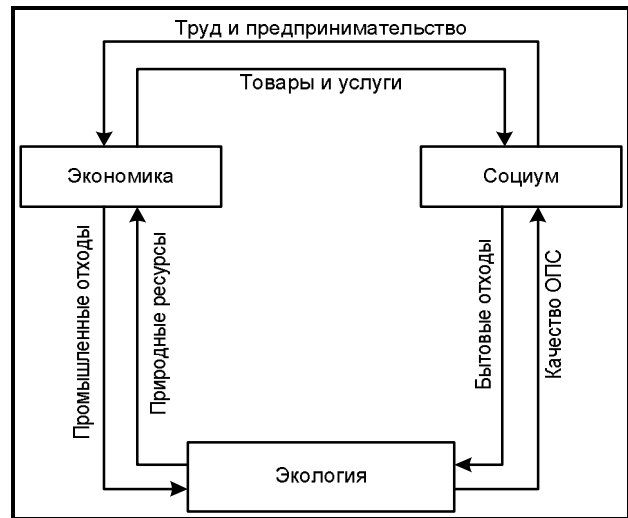 Труд и предпринимательство
Товары и услуги
Экономика
Социум
Промышленные отходы
Природные ресурсы
Бытовые отходы
Качество ОПС
Экология